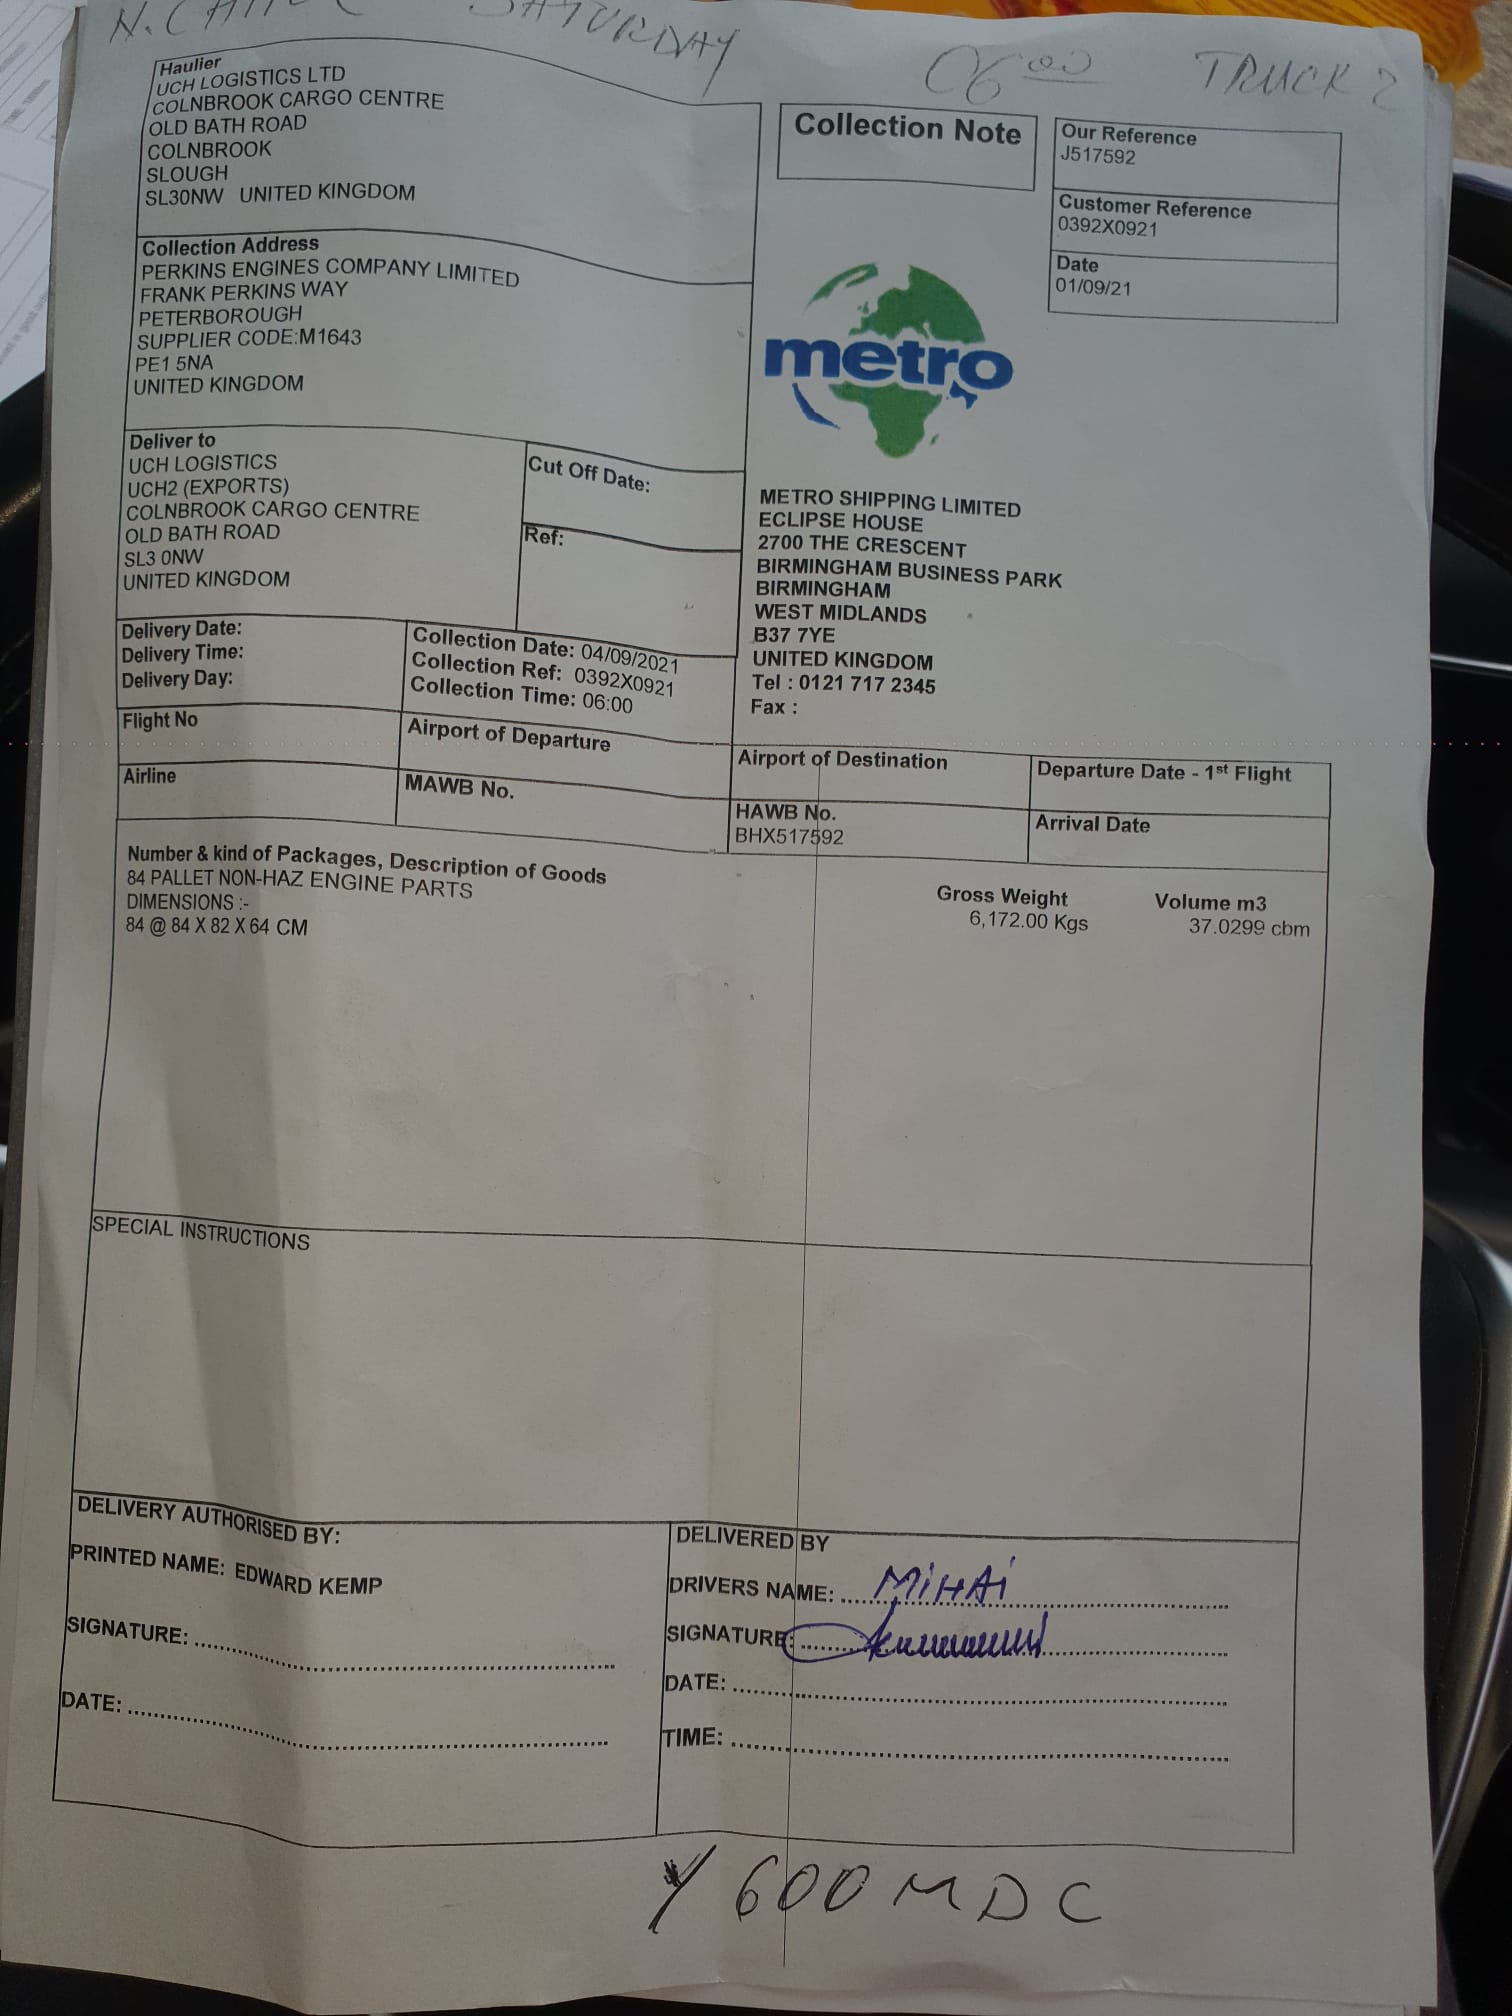 SATURDAY 06 00 TRUCK 2
Haulier
UCH LOGISTICS LTD
COLNBROOK CARGO CENTRE
OLD BATH ROAD
COLNBROOK
SLOUGH
SL30NW UNITED KINGDOM
Collection Note
Our Reference
J517592
Customer Reference
0392X0921
Date
01/09/21
Collection Address
PERKINS ENGINES COMPANY LIMITED
FRANK PERKINS WAY
PETERBOROUGH
SUPPLIER CODE:M1643
PE1 5NA
UNITED KINGDOM
metro
Deliver to
UCH LOGISTICS
UCH2 (EXPORTS)
COLNBROOK CARGO CENTRE
OLD BATH ROAD
SL3 0NW
UNITED KINGDOM
Cut Off Date:
Ref:
METRO SHIPPING LIMITED
ECLIPSE HOUSE
2700 THE CRESCENT
BIRMINGHAM BUSINESS PARK
BIRMINGHAM
WEST MIDLANDS
B37 7YE
UNITED KINGDOM
Tel : 0121 717 2345
Fax :
Delivery Date:
Delivery Time:
Delivery Day:
Collection Date: 04/09/2021
Collection Ref: 0392X0921
Collection Time: 06:00
Flight No
Airport of Departure
Airport of Destination
Departure Date - 1st Flight
Airline
MAWB No.
HAWB No.
BHX517592
Arrival Date
Number & kind of Packages, Description of Goods
84 PALLET NON-HAZ ENGINE PARTS
DIMENSIONS :-
84 @ 84 X 82 X 64 CM
Gross Weight
6,172.00 Kgs
Volume m3
37.0299 cbm
SPECIAL INSTRUCTIONS
DELIVERY AUTHORISED BY:
PRINTED NAME: EDWARD KEMP
SIGNATURE:
DATE:
DELIVERED BY
DRIVERS NAME: MIHAI
SIGNATURE:
DATE:
TIME:
600 MDC